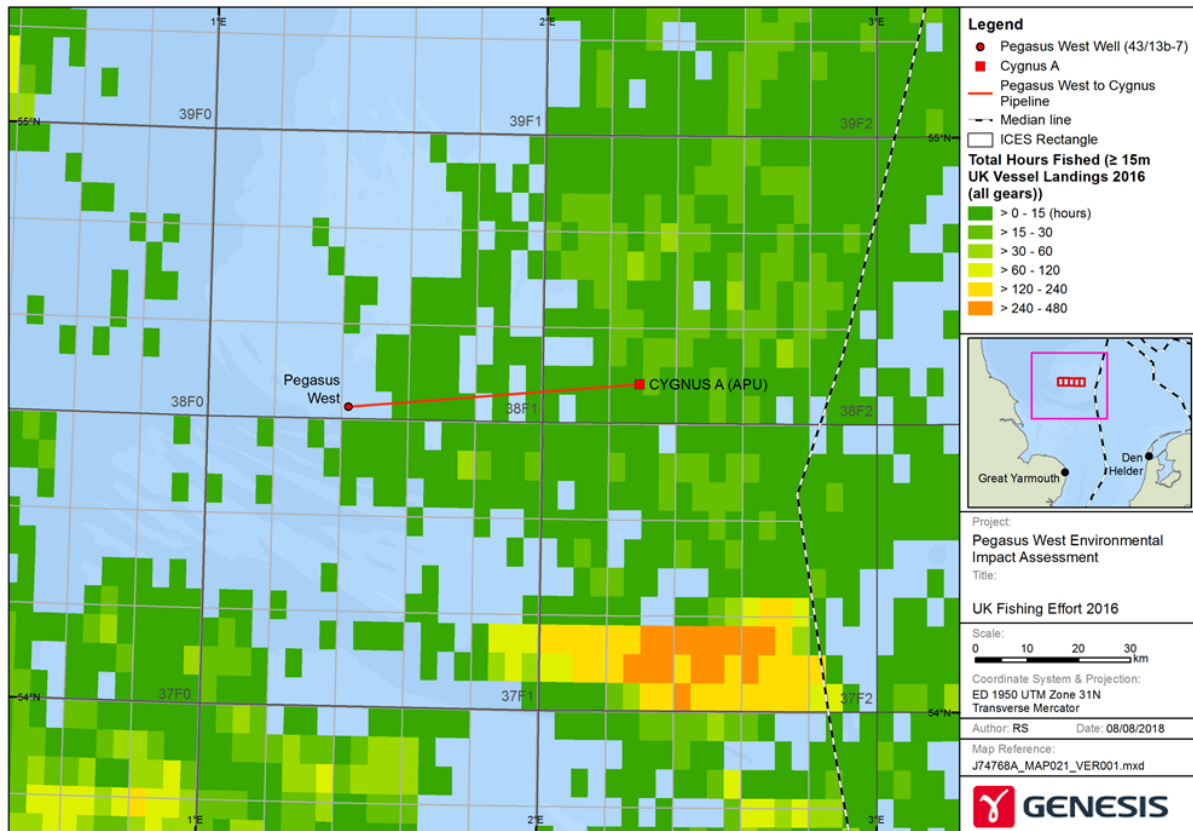 1°E
2°E
3°E
39F0
39F1
39F2
55°N
55°N
Pegasus
West
CYGNUS A (APU)
38F0
38F1
38F2
37F0
37F1
37F2
54°N
54°N
1°E
2°E
3°E
Legend
Pegasus West Well (43/13b-7)
Cygnus A
Pegasus West to Cygnus
Pipeline
Median line
ICES Rectangle
Total Hours Fished (≥ 15m
UK Vessel Landings 2016
(all gears))
> 0 - 15 (hours)
> 15 - 30
> 30 - 60
> 60 - 120
> 120 - 240
> 240 - 480
Great Yarmouth
Den
Helder
Project:
Pegasus West Environmental
Impact Assessment
Title:
UK Fishing Effort 2016
Scale:
0 10 20 30
km
Coordinate System & Projection:
ED 1950 UTM Zone 31N
Transverse Mercator
Author: RS Date: 08/08/2018
Map Reference:
J74768A_MAP021_VER001.mxd
GENESIS